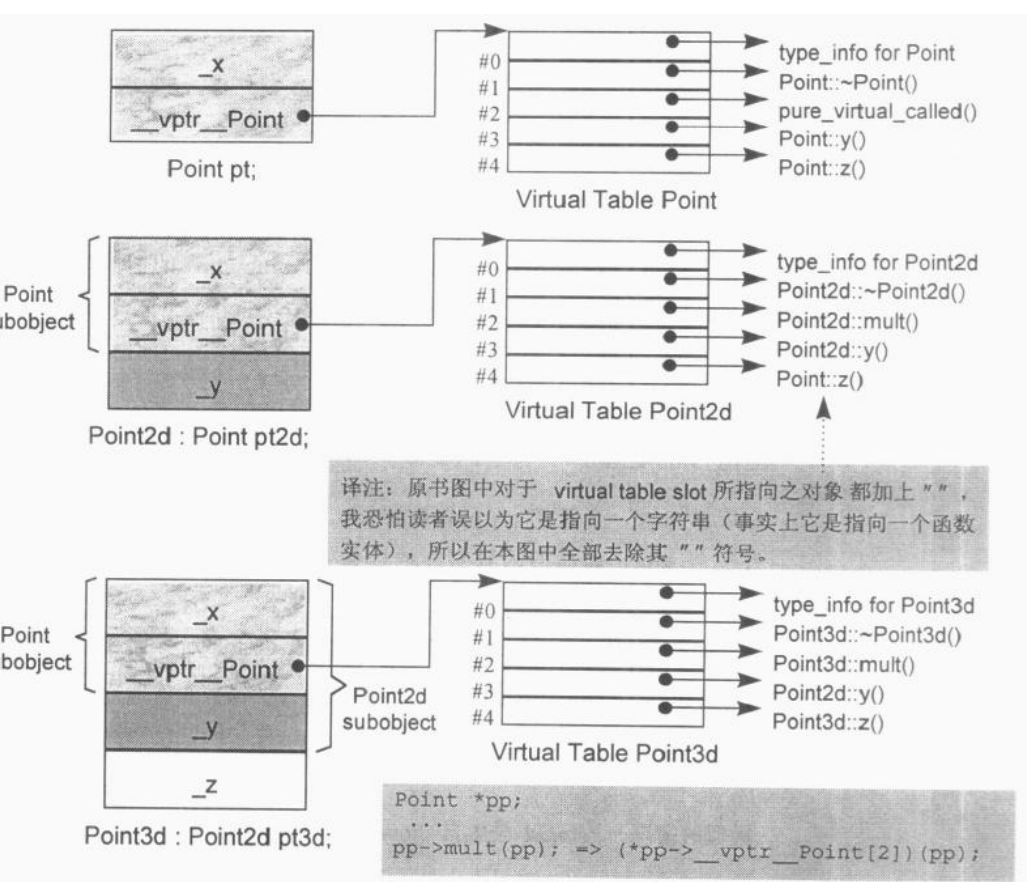 _x
__vptr__Point
Point pt;
#0
#1
#2
#3
#4
type_info for Point
Point::~Point()
pure_virtual_called()
Point::y()
Point::z()
Virtual Table Point
Point
ubobject
_x
__vptr__Point
_y
Point2d : Point pt2d;
#0
#1
#2
#3
#4
type_info for Point2d
Point2d::~Point2d()
Point2d::mult()
Point2d::y()
Point::z()
Virtual Table Point2d
译注：原书图中对于 virtual table slot 所指向之对象 都加上 ″″，
我恐怕读者误以为它是指向一个字符串（事实上它是指向一个函数
实体），所以在本图中全部去除其 ″″ 符号。
Point
bobject
_x
__vptr__Point
_y
_z
Point2d
subobject
Point3d : Point2d pt3d;
#0
#1
#2
#3
#4
type_info for Point3d
Point3d::~Point3d()
Point3d::mult()
Point2d::y()
Point3d::z()
Virtual Table Point3d
Point *pp;
...
pp->mult(pp); => (*pp->__vptr__Point[2])(pp);